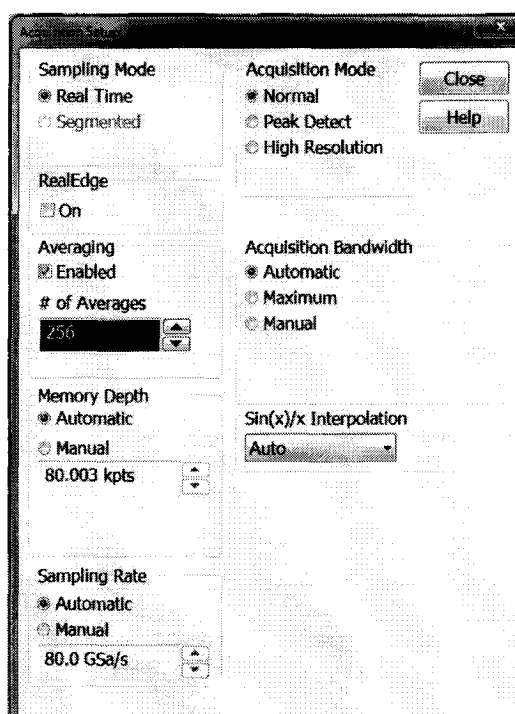 Acquisition Setup
Sampling Mode
Real Time
Segmented
RealEdge
On
Averaging
Enabled
# of Averages
256
Memory Depth
Automatic
Manual
80.003 kpts
Sampling Rate
Automatic
Manual
80.0 GSa/s
Acquisition Mode
Normal
Peak Detect
High Resolution
Acquisition Bandwidth
Automatic
Maximum
Manual
Sin(x)/x Interpolation
Auto
Close
Help